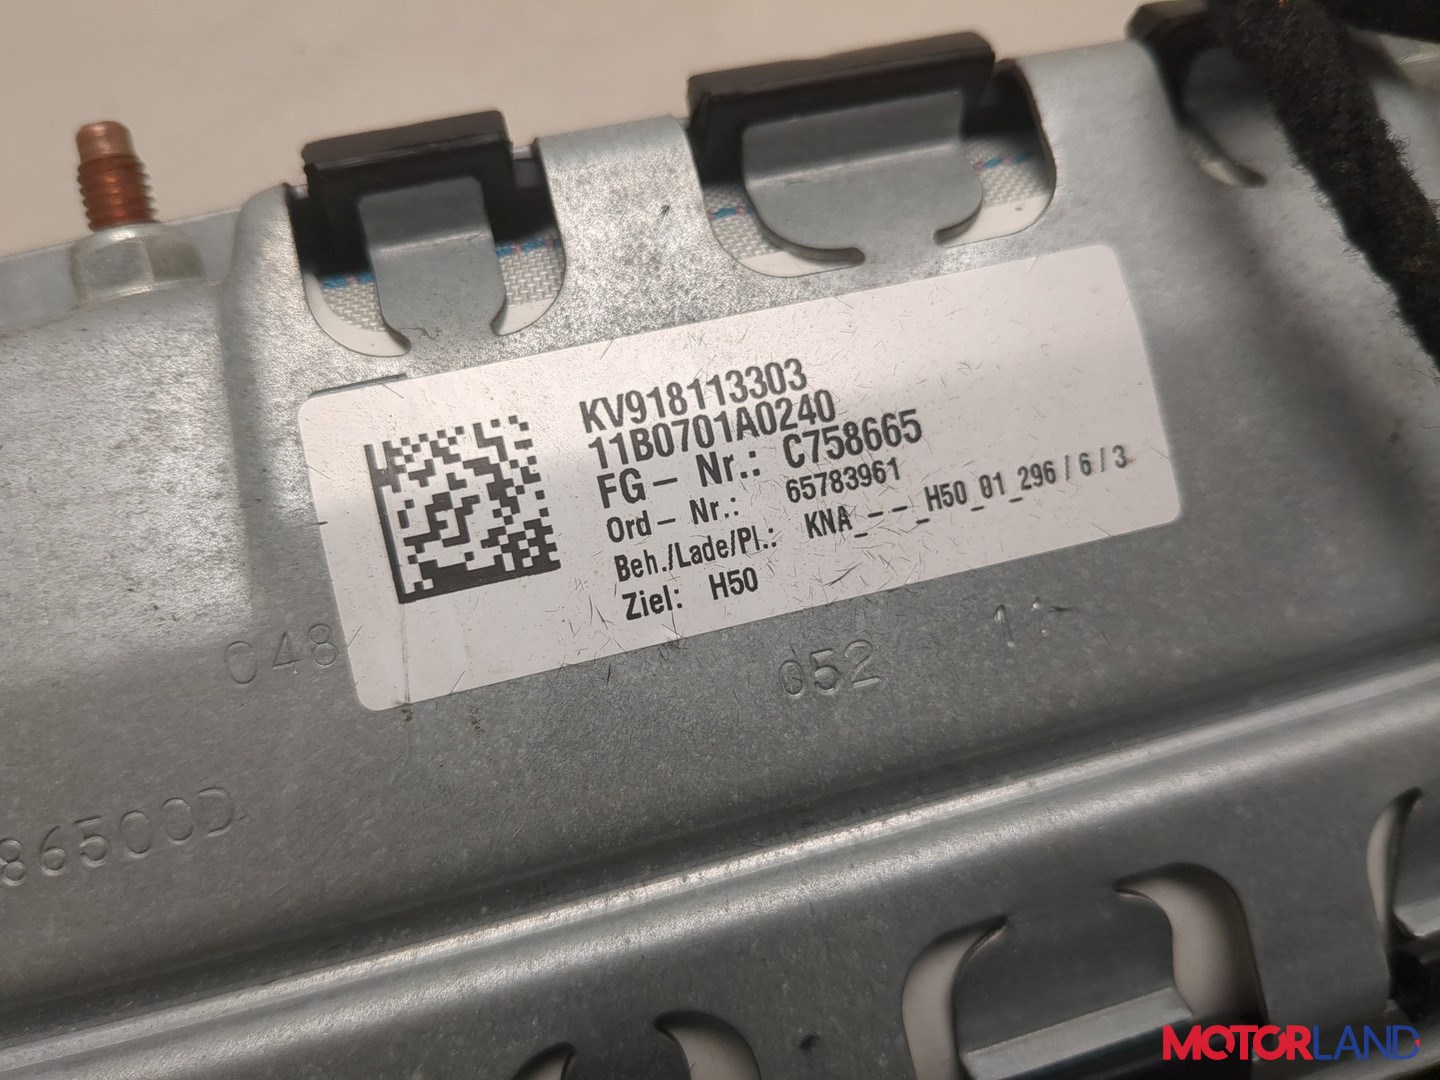 KV918113303
11B0701A0240
FG - Nr.: C758665
Ord - Nr.: 65783961
Beh./Lade/Pl.: KNA_--_H50_01_296/6/3
Ziel: H50
048
052 1
86500D
MOTORLAND